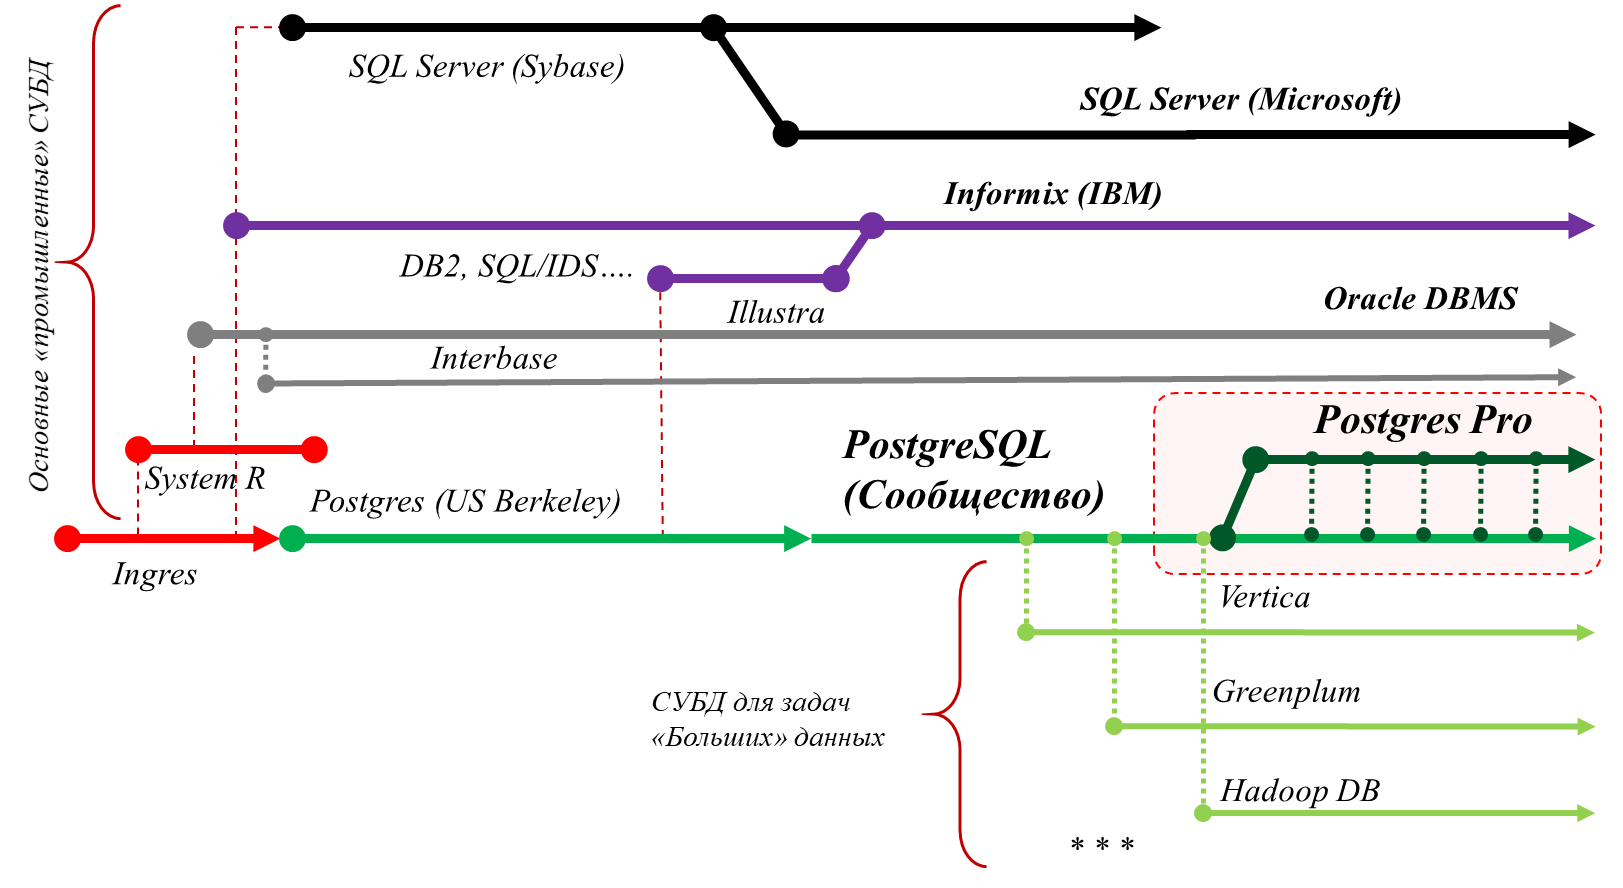 Основные «промышленные» СУБД
SQL Server (Sybase)
SQL Server (Microsoft)
Informix (IBM)
DB2, SQL/IDS….
Illustra
Oracle DBMS
Interbase
Postgres Pro
PostgreSQL
(Сообщество)
System R
Postgres (US Berkeley)
Ingres
Vertica
СУБД для задач
«Больших» данных
Greenplum
Hadoop DB
* * *